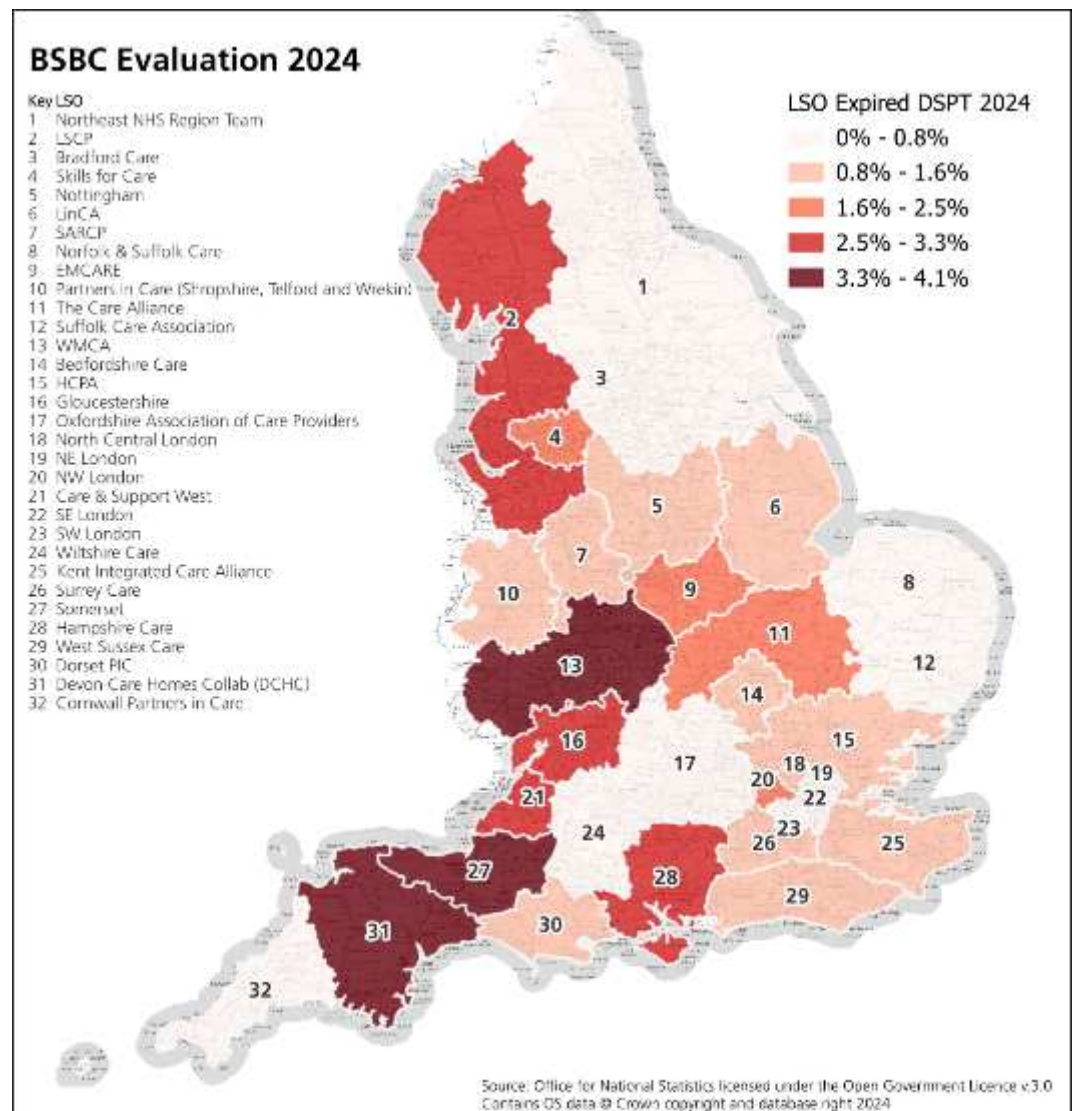 BSBC Evaluation 2024
Key LSO
1 Northeast NHS Region Team
2 LSCP
3 Bradford Care
4 Skills for Care
5 Nottingham
6 LinCA
7 SARCP
8 Norfolk & Suffolk Care
9 EMCARE
10 Partners in Care (Shropshire, Telford and Wrekin)
11 The Care Alliance
12 Suffolk Care Association
13 WMCA
14 Bedfordshire Care
15 HCPA
16 Gloucestershire
17 Oxfordshire Association of Care Providers
18 North Central London
19 NE London
20 NW London
21 Care & Support West
22 SE London
23 SW London
24 Wiltshire Care
25 Kent Integrated Care Alliance
26 Surrey Care
27 Somerset
28 Hampshire Care
29 West Sussex Care
30 Dorset PIC
31 Devon Care Homes Collab (DCHC)
32 Cornwall Partners in Care
LSO Expired DSPT 2024
0% - 0.8%
0.8% - 1.6%
1.6% - 2.5%
2.5% - 3.3%
3.3% - 4.1%
1
2
3
4
5
6
7
8
9
10
11
12
13
14
15
16
17
18
19
20
21
22
23
24
25
26
27
28
29
30
31
32
Source: Office for National Statistics licensed under the Open Government Licence v.3.0
Contains OS data © Crown copyright and database right 2024